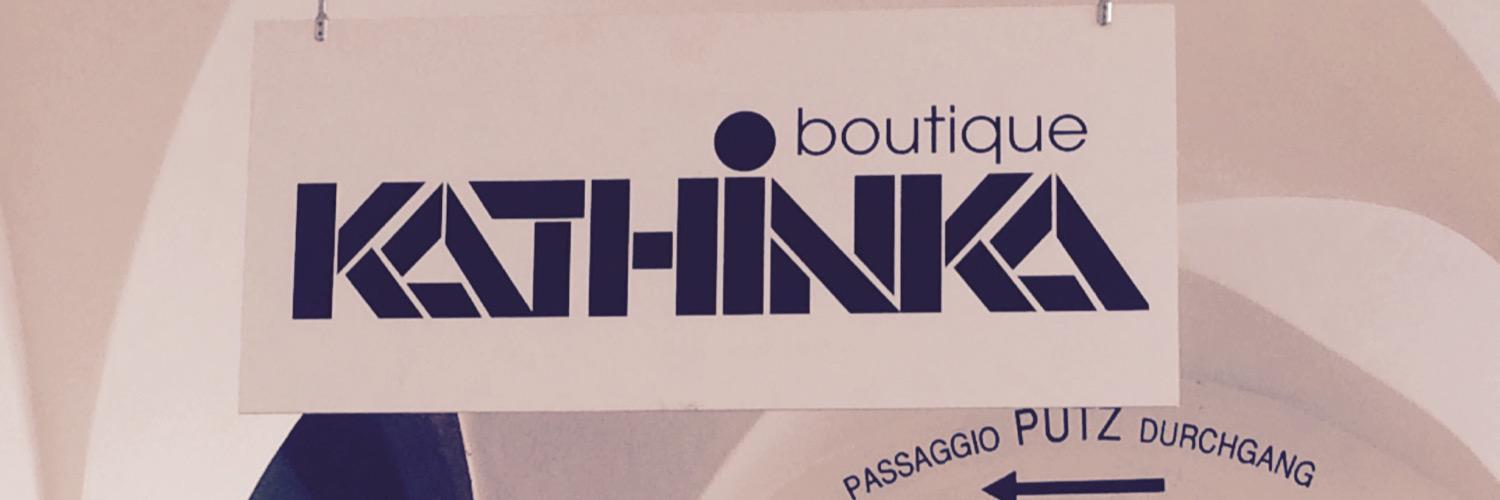 boutique
KATHiNKA
PASSAGGIO PUTZ DURCHGANG